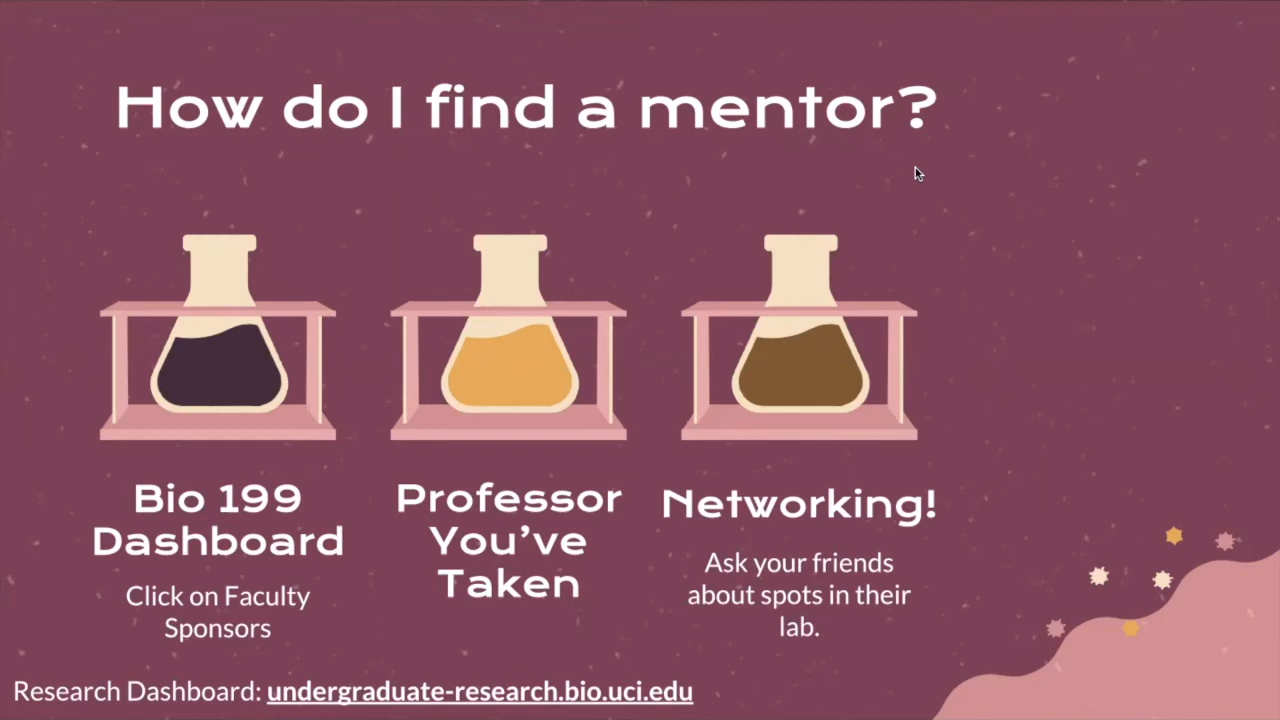 How do I find a mentor?
Bio 199
Dashboard
Click on Faculty
Sponsors
Professor
You've
Taken
Networking!
Ask your friends
about spots in their
lab.
Research Dashboard: undergraduate-research.bio.uci.edu